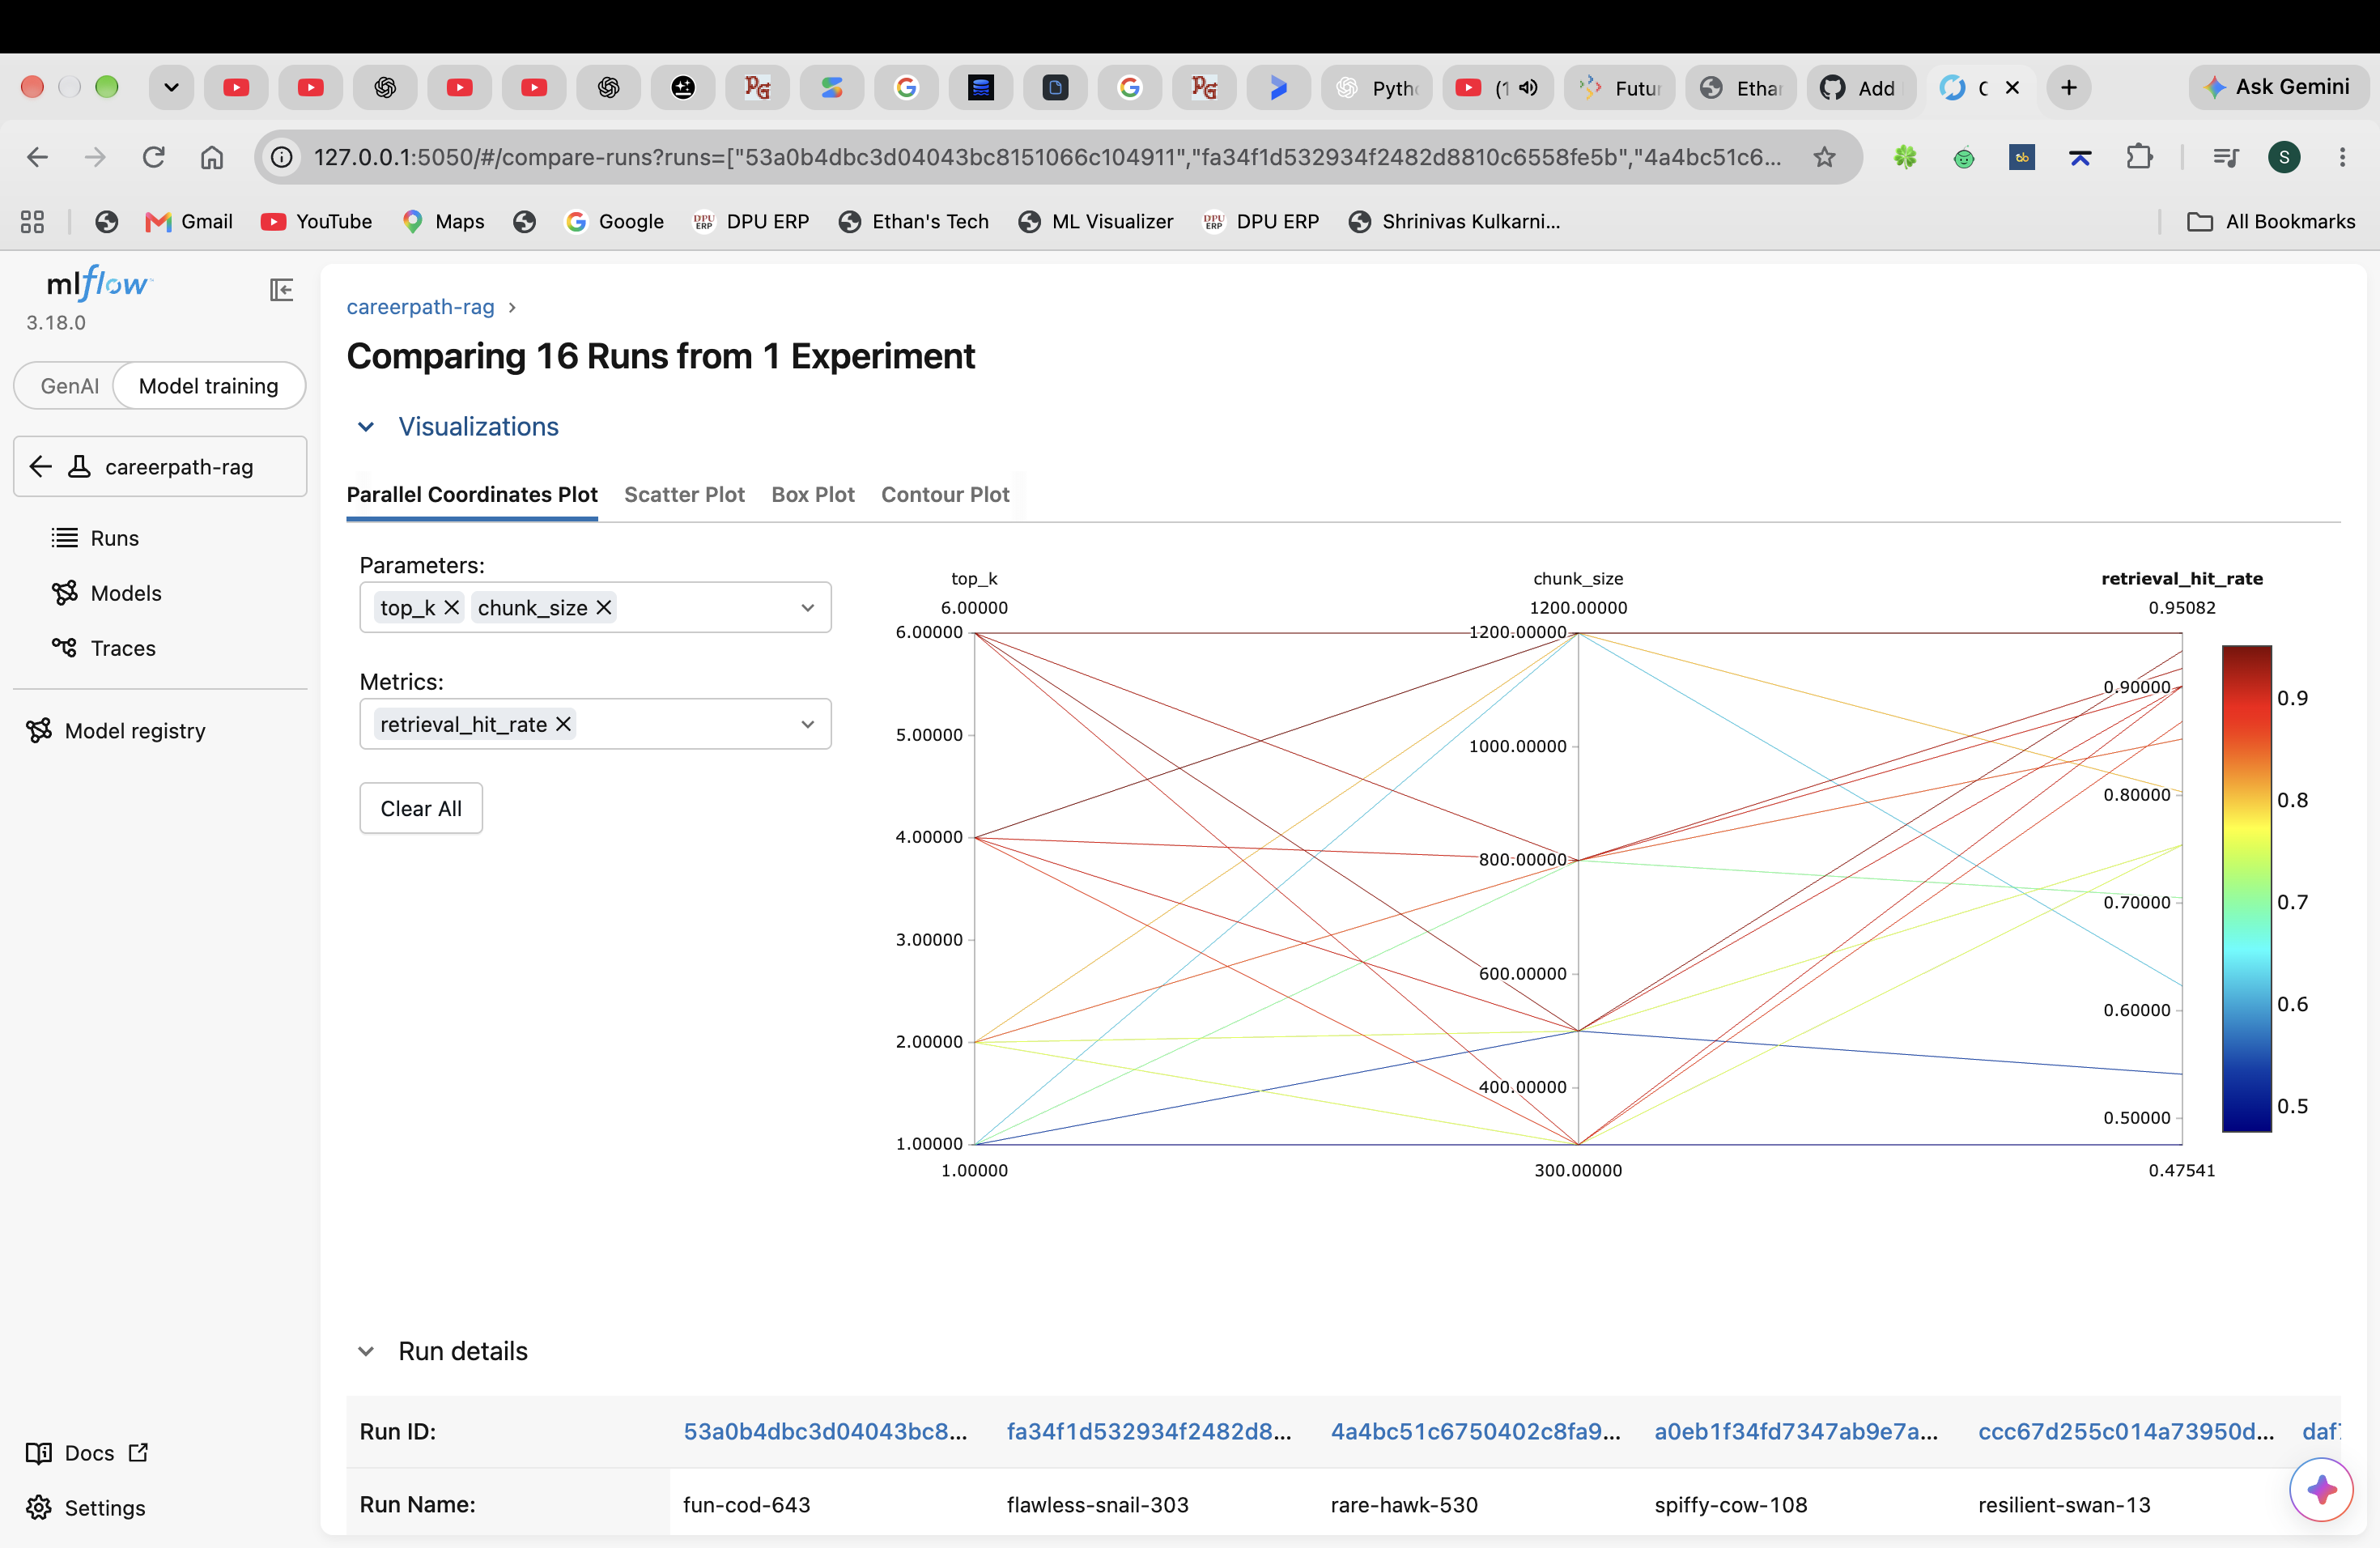 Pytho
(1
Futur
Ethan
Add
C
Ask Gemini
127.0.0.1:5050/#/compare-runs?runs=["53a0b4dbc3d04043bc8151066c104911","fa34f1d532934f2482d8810c6558fe5b","4a4bc51c6...
S
Gmail
YouTube
Maps
Google
DPU ERP
DPU ERP
Ethan's Tech
ML Visualizer
DPU ERP
DPU ERP
Shrinivas Kulkarni...
All Bookmarks
mlflow
3.18.0
GenAI
Model training
careerpath-rag
Runs
Models
Traces
Model registry
Docs
Settings
careerpath-rag
Comparing 16 Runs from 1 Experiment
Visualizations
Parallel Coordinates Plot
Scatter Plot
Box Plot
Contour Plot
Parameters:
top_k
chunk_size
Metrics:
retrieval_hit_rate
Clear All
top_k
6.00000
6.00000
5.00000
4.00000
3.00000
2.00000
1.00000
1.00000
chunk_size
1200.00000
1200.00000
1000.00000
800.00000
600.00000
400.00000
300.00000
retrieval_hit_rate
0.95082
0.90000
0.80000
0.70000
0.60000
0.50000
0.47541
0.9
0.8
0.7
0.6
0.5
Run details
Run ID:
53a0b4dbc3d04043bc8...
fa34f1d532934f2482d8...
4a4bc51c6750402c8fa9...
a0eb1f34fd7347ab9e7a...
ccc67d255c014a73950d...
daf7
Run Name:
fun-cod-643
flawless-snail-303
rare-hawk-530
spiffy-cow-108
resilient-swan-13